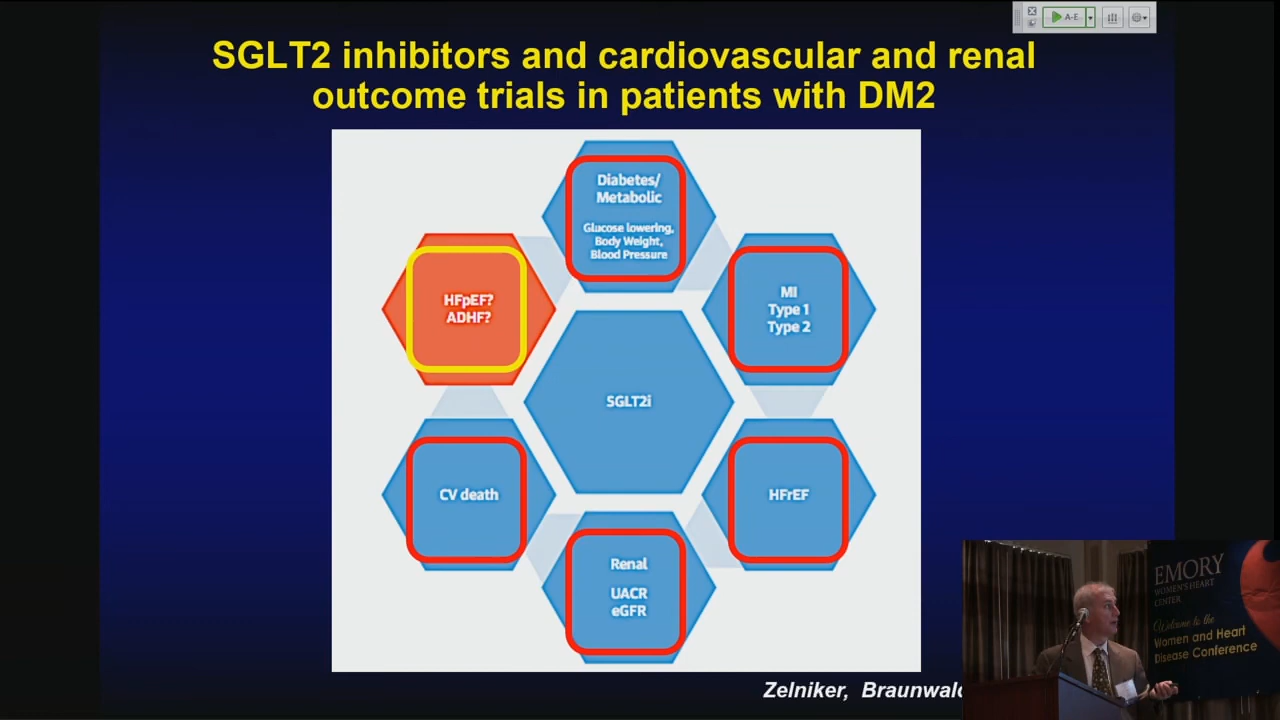 A-E
SGLT2 inhibitors and cardiovascular and renal
outcome trials in patients with DM2
Diabetes/
Metabolic
Glucose lowering,
Body Weight,
Blood Pressure
HFpEF?
ADHF?
MI
Type 1
Type 2
SGLT2i
CV death
HFrEF
Renal
UACR
eGFR
EMORY
WOMEN'S HEART
CENTER
Welcome to the
Women and Heart
Disease Conference
Zelniker, Braunwald